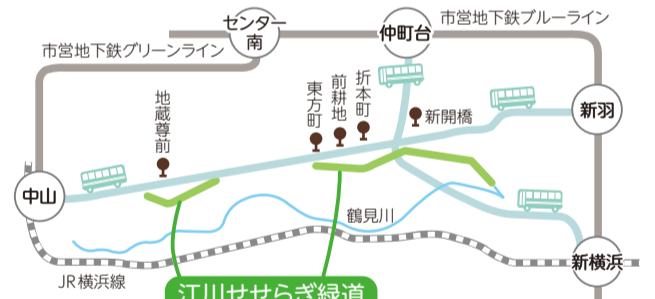 センター
南
仲町台
市営地下鉄ブルーライン
市営地下鉄グリーンライン
新羽
地蔵尊前
東方町
前耕地
折本町
新開橋
中山
鶴見川
JR横浜線
新横浜
江川せせらぎ緑道